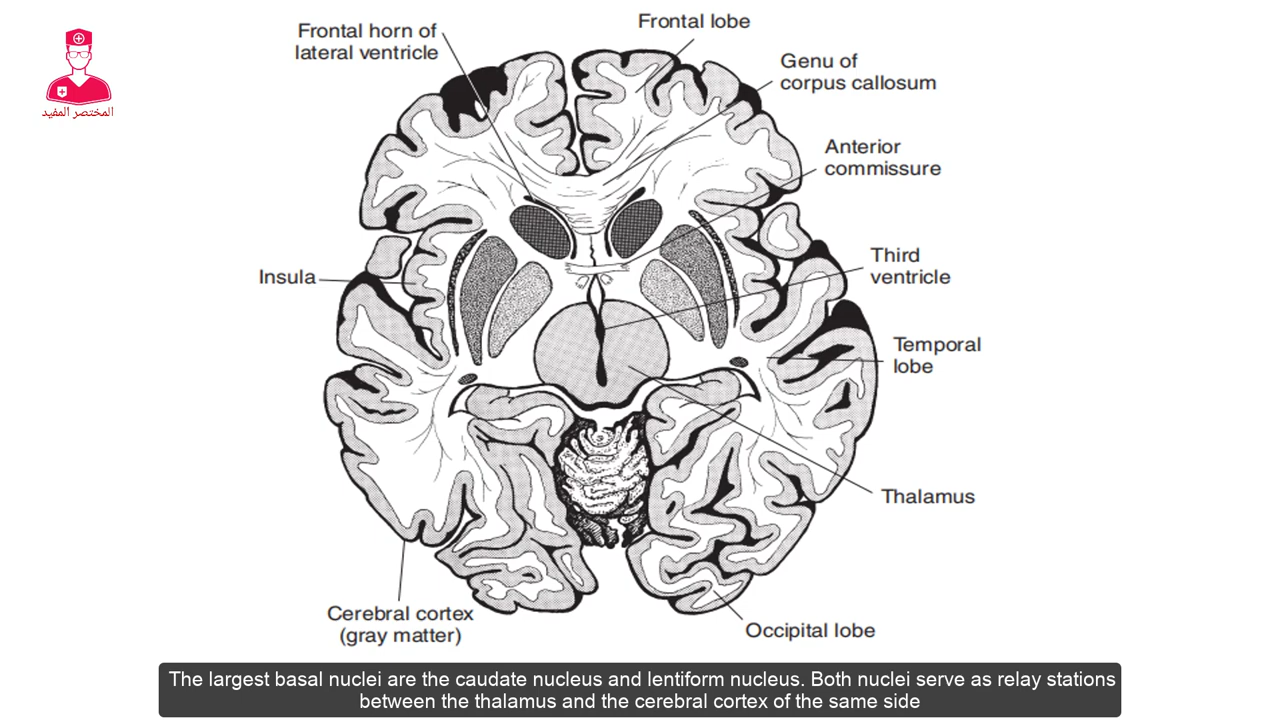 Frontal horn of
lateral ventricle
Frontal lobe
Genu of
corpus callosum
المختصر المفيد
Anterior
commissure
Third
ventricle
Insula
Temporal
lobe
Thalamus
Cerebral cortex
(gray matter)
Occipital lobe
The largest basal nuclei are the caudate nucleus and lentiform nucleus. Both nuclei serve as relay stations
between the thalamus and the cerebral cortex of the same side